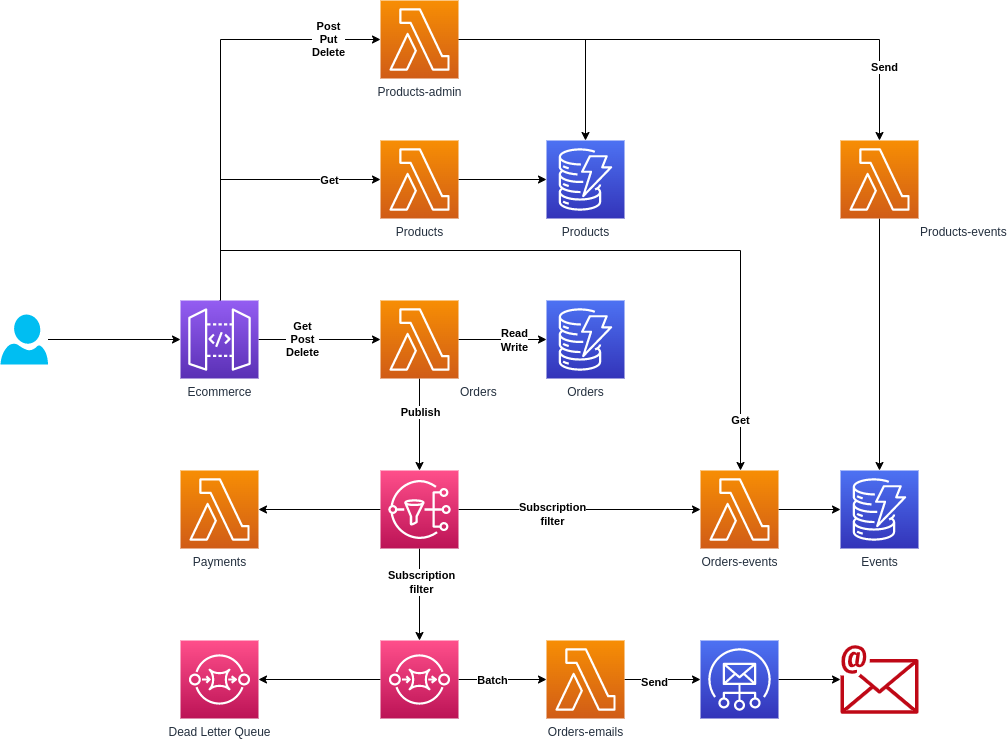 Post
Put
Delete
Send
Products-admin
Get
Products
Products
Products-events
Get
Post
Delete
Read
Write
Ecommerce
Orders
Orders
Publish
Get
Subscription
filter
Payments
Orders-events
Events
Subscription
filter
@
Batch
Send
Dead Letter Queue
Orders-emails